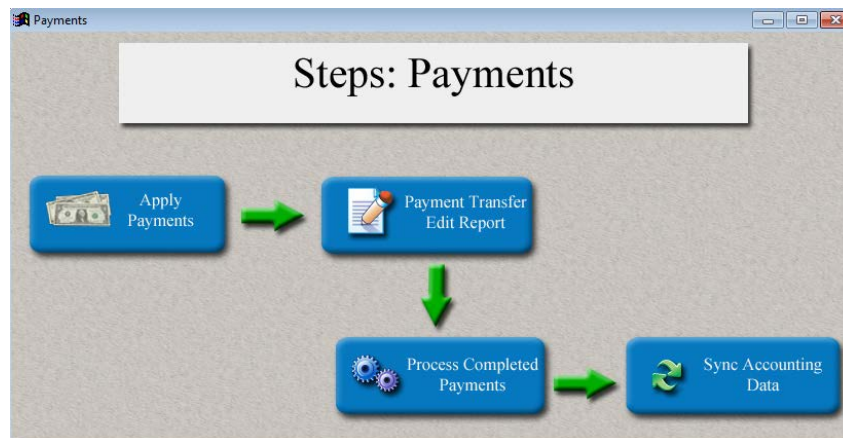 Payments
Steps: Payments
Apply
Payments
Payment Transfer
Edit Report
Process Completed
Payments
Sync Accounting
Data